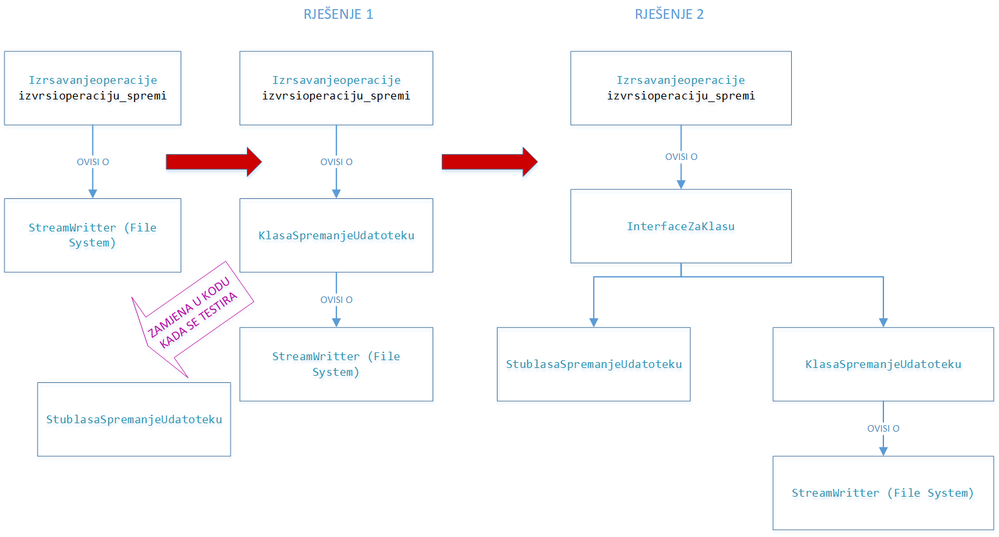 RJEŠENJE 1
RJEŠENJE 2
Izrsavanjeoperacije
izvrsioperaciju_spremi
OVISI O
StreamWritter (File
System)
Izrsavanjeoperacije
izvrsioperaciju_spremi
OVISI O
KlasaSpremanjeUdatoteku
OVISI O
StreamWritter (File
System)
ZAMJENA U KODU
KADA SE TESTIRA
StublasaSpremanjeUdatoteku
Izrsavanjeoperacije
izvrsioperaciju_spremi
OVISI O
InterfaceZaKlasu
StublasaSpremanjeUdatoteku
KlasaSpremanjeUdatoteku
OVISI O
StreamWritter (File System)